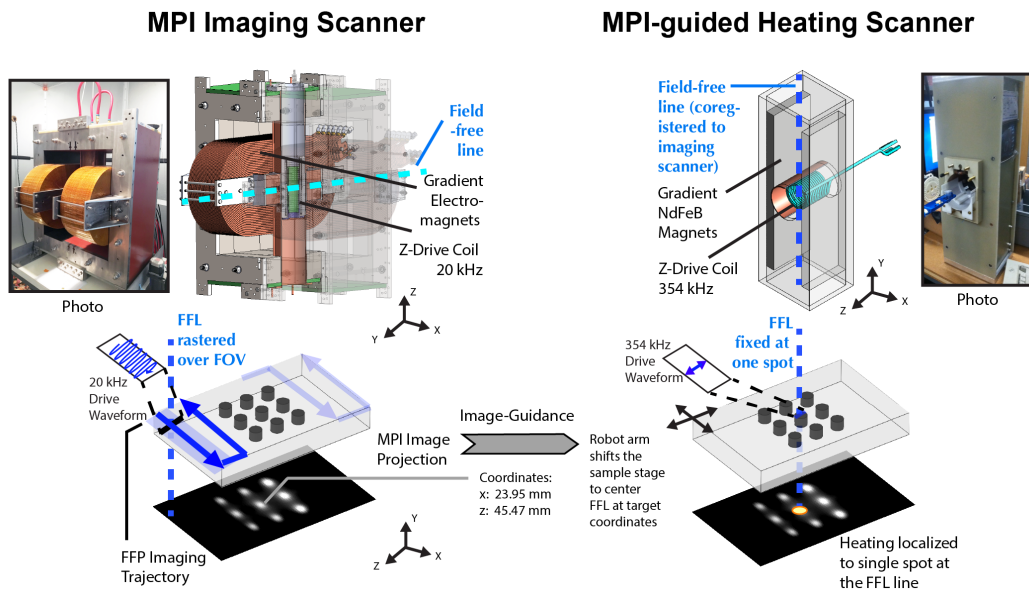 MPI Imaging Scanner
MPI-guided Heating Scanner
Field
-free
line
Gradient
Electro-
magnets
Z-Drive Coil
20 kHz
Photo
Z
Y
X
Field-free
line (coreg-
istered to
imaging
scanner)
Gradient
NdFeB
Magnets
Z-Drive Coil
354 kHz
Y
Z
X
Photo
FFL
rastered
over FOV
20 kHz
Drive
Waveform
FFP Imaging
Trajectory
MPI Image
Projection
Image-Guidance
Coordinates:
x: 23.95 mm
z: 45.47 mm
Y
Z
X
Robot arm
shifts the
sample stage
to center
FFL at target
coordinates
FFL
fixed at
one spot
354 kHz
Drive
Waveform
Heating localized
to single spot at
the FFL line